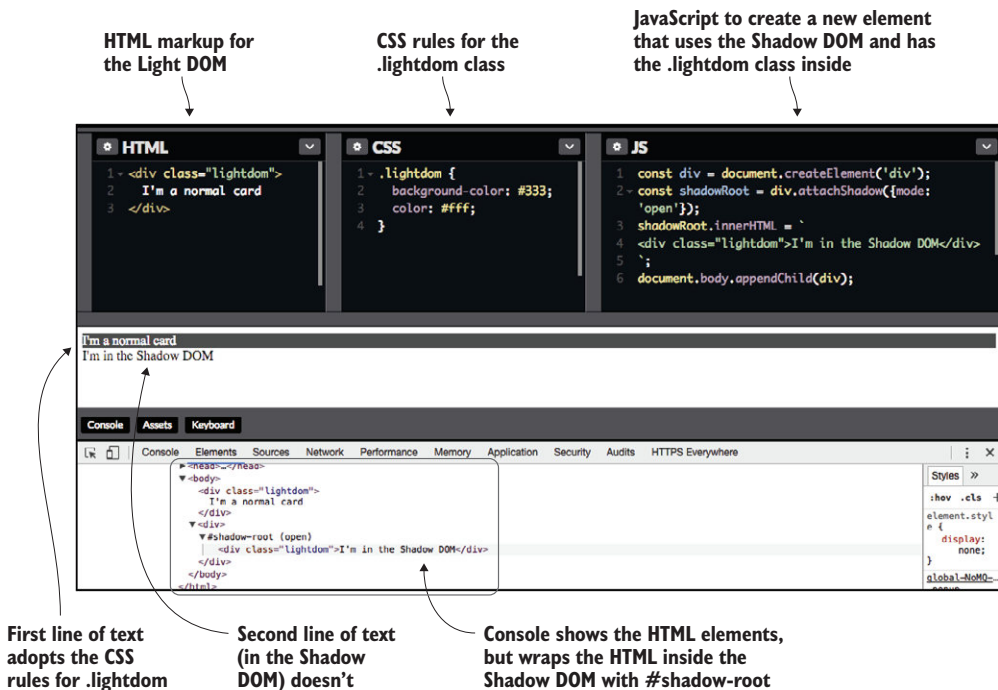 HTML markup for
the Light DOM
CSS rules for the
.lightdom class
JavaScript to create a new element
that uses the Shadow DOM and has
the .lightdom class inside
HTML
1 <div class="lightdom">
2 I'm a normal card
3 </div>
CSS
1 .lightdom {
2 background-color: #333;
3 color: #fff;
4 }
JS
1 const div = document.createElement('div');
2 const shadowRoot = div.attachShadow({mode:
'open'});
3 shadowRoot.innerHTML = `
4 <div class="lightdom">I'm in the Shadow DOM</div>
5 `;
6 document.body.appendChild(div);
I'm a normal card
I'm in the Shadow DOM
Console Assets Keyboard
Console Elements Sources Network Performance Memory Application Security Audits HTTPS Everywhere
▶<head>…</head>
▼<body>
<div class="lightdom">
I'm a normal card
</div>
▼<div>
▼#shadow-root (open)
<div class="lightdom">I'm in the Shadow DOM</div>
</div>
</body>
</html>
Styles »
:hov .cls +
element.styl
e {
display:
none;
}
global-NoMO-…
First line of text
adopts the CSS
rules for .lightdom
Second line of text
(in the Shadow
DOM) doesn't
Console shows the HTML elements,
but wraps the HTML inside the
Shadow DOM with #shadow-root